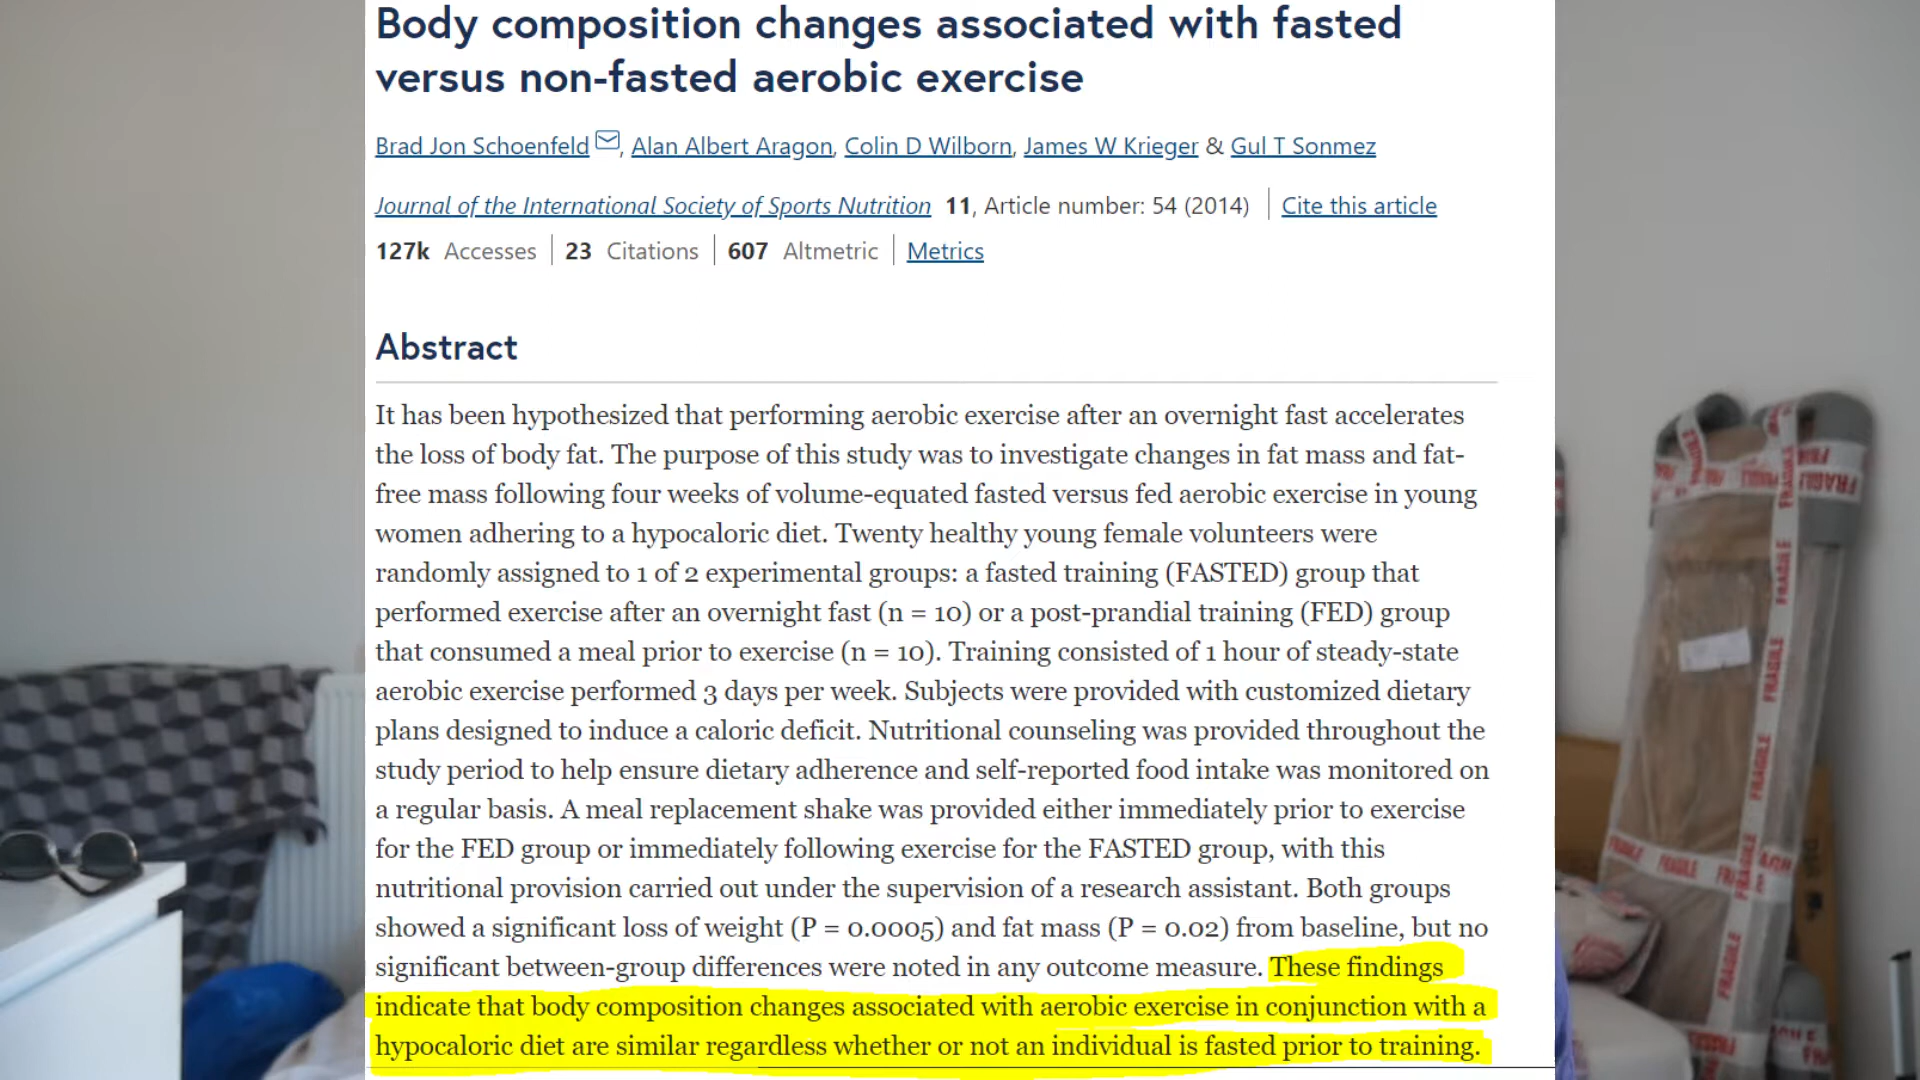 Body composition changes associated with fasted
versus non-fasted aerobic exercise
Brad Jon Schoenfeld, Alan Albert Aragon, Colin D Wilborn, James W Krieger & Gul T Sonmez
Journal of the International Society of Sports Nutrition 11, Article number: 54 (2014) Cite this article
127k Accesses 23 Citations 607 Altmetric Metrics
Abstract
It has been hypothesized that performing aerobic exercise after an overnight fast accelerates
the loss of body fat. The purpose of this study was to investigate changes in fat mass and fat-
free mass following four weeks of volume-equated fasted versus fed aerobic exercise in young
women adhering to a hypocaloric diet. Twenty healthy young female volunteers were
randomly assigned to 1 of 2 experimental groups: a fasted training (FASTED) group that
performed exercise after an overnight fast (n = 10) or a post-prandial training (FED) group
that consumed a meal prior to exercise (n = 10). Training consisted of 1 hour of steady-state
aerobic exercise performed 3 days per week. Subjects were provided with customized dietary
plans designed to induce a caloric deficit. Nutritional counseling was provided throughout the
study period to help ensure dietary adherence and self-reported food intake was monitored on
a regular basis. A meal replacement shake was provided either immediately prior to exercise
for the FED group or immediately following exercise for the FASTED group, with this
nutritional provision carried out under the supervision of a research assistant. Both groups
showed a significant loss of weight (P = 0.0005) and fat mass (P = 0.02) from baseline, but no
significant between-group differences were noted in any outcome measure. These findings
indicate that body composition changes associated with aerobic exercise in conjunction with a
hypocaloric diet are similar regardless whether or not an individual is fasted prior to training.
FRAGILE
FRAGILE
FRAGILE
FRAGILE
FRAGILE
FRAGILE
FRAGILE
FRAGILE
FRAGILE